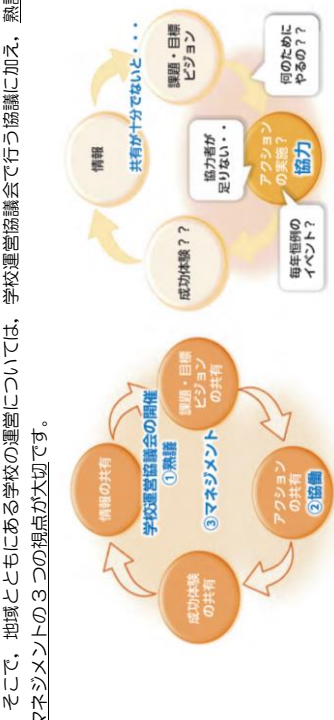 そこで，地域とともにある学校の運営については，学校運営協議会で行う協議に加え，熟議
マネジメントの３つの視点が大切です。
情報の共有
学校運営協議会の開催
①熟議
課題・目標
ビジョン
の共有
③マネジメント
アクション
の共有
②協働
成功体験
の共有
情報
共有が十分でないと・・・
課題・目標
ビジョン
何のために
やるの？？
協力者が
足りない・・
アクション
の実施？
協力
毎年恒例の
イベント？
成功体験？？